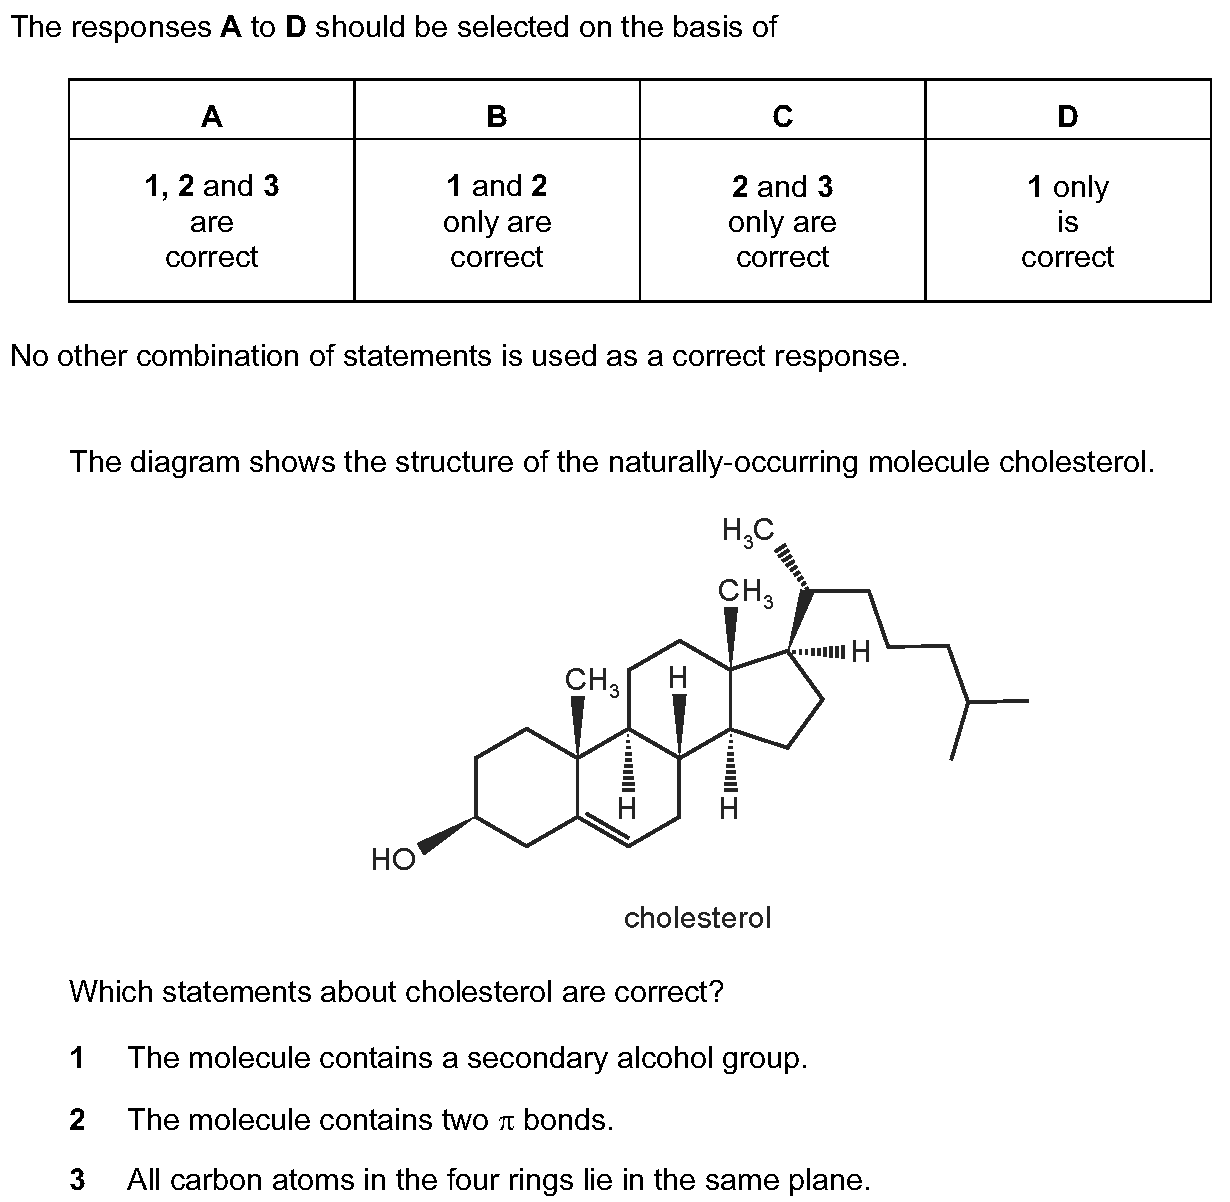 The responses A to D should be selected on the basis of
A B C D
1, 2 and 3 are correct
1 and 2 only are correct
2 and 3 only are correct
1 only is correct
No other combination of statements is used as a correct response.
The diagram shows the structure of the naturally-occurring molecule cholesterol.
H₃C
CH₃
H
CH₃
H
H
H
HO
cholesterol
Which statements about cholesterol are correct?
1 The molecule contains a secondary alcohol group.
2 The molecule contains two π bonds.
3 All carbon atoms in the four rings lie in the same plane.